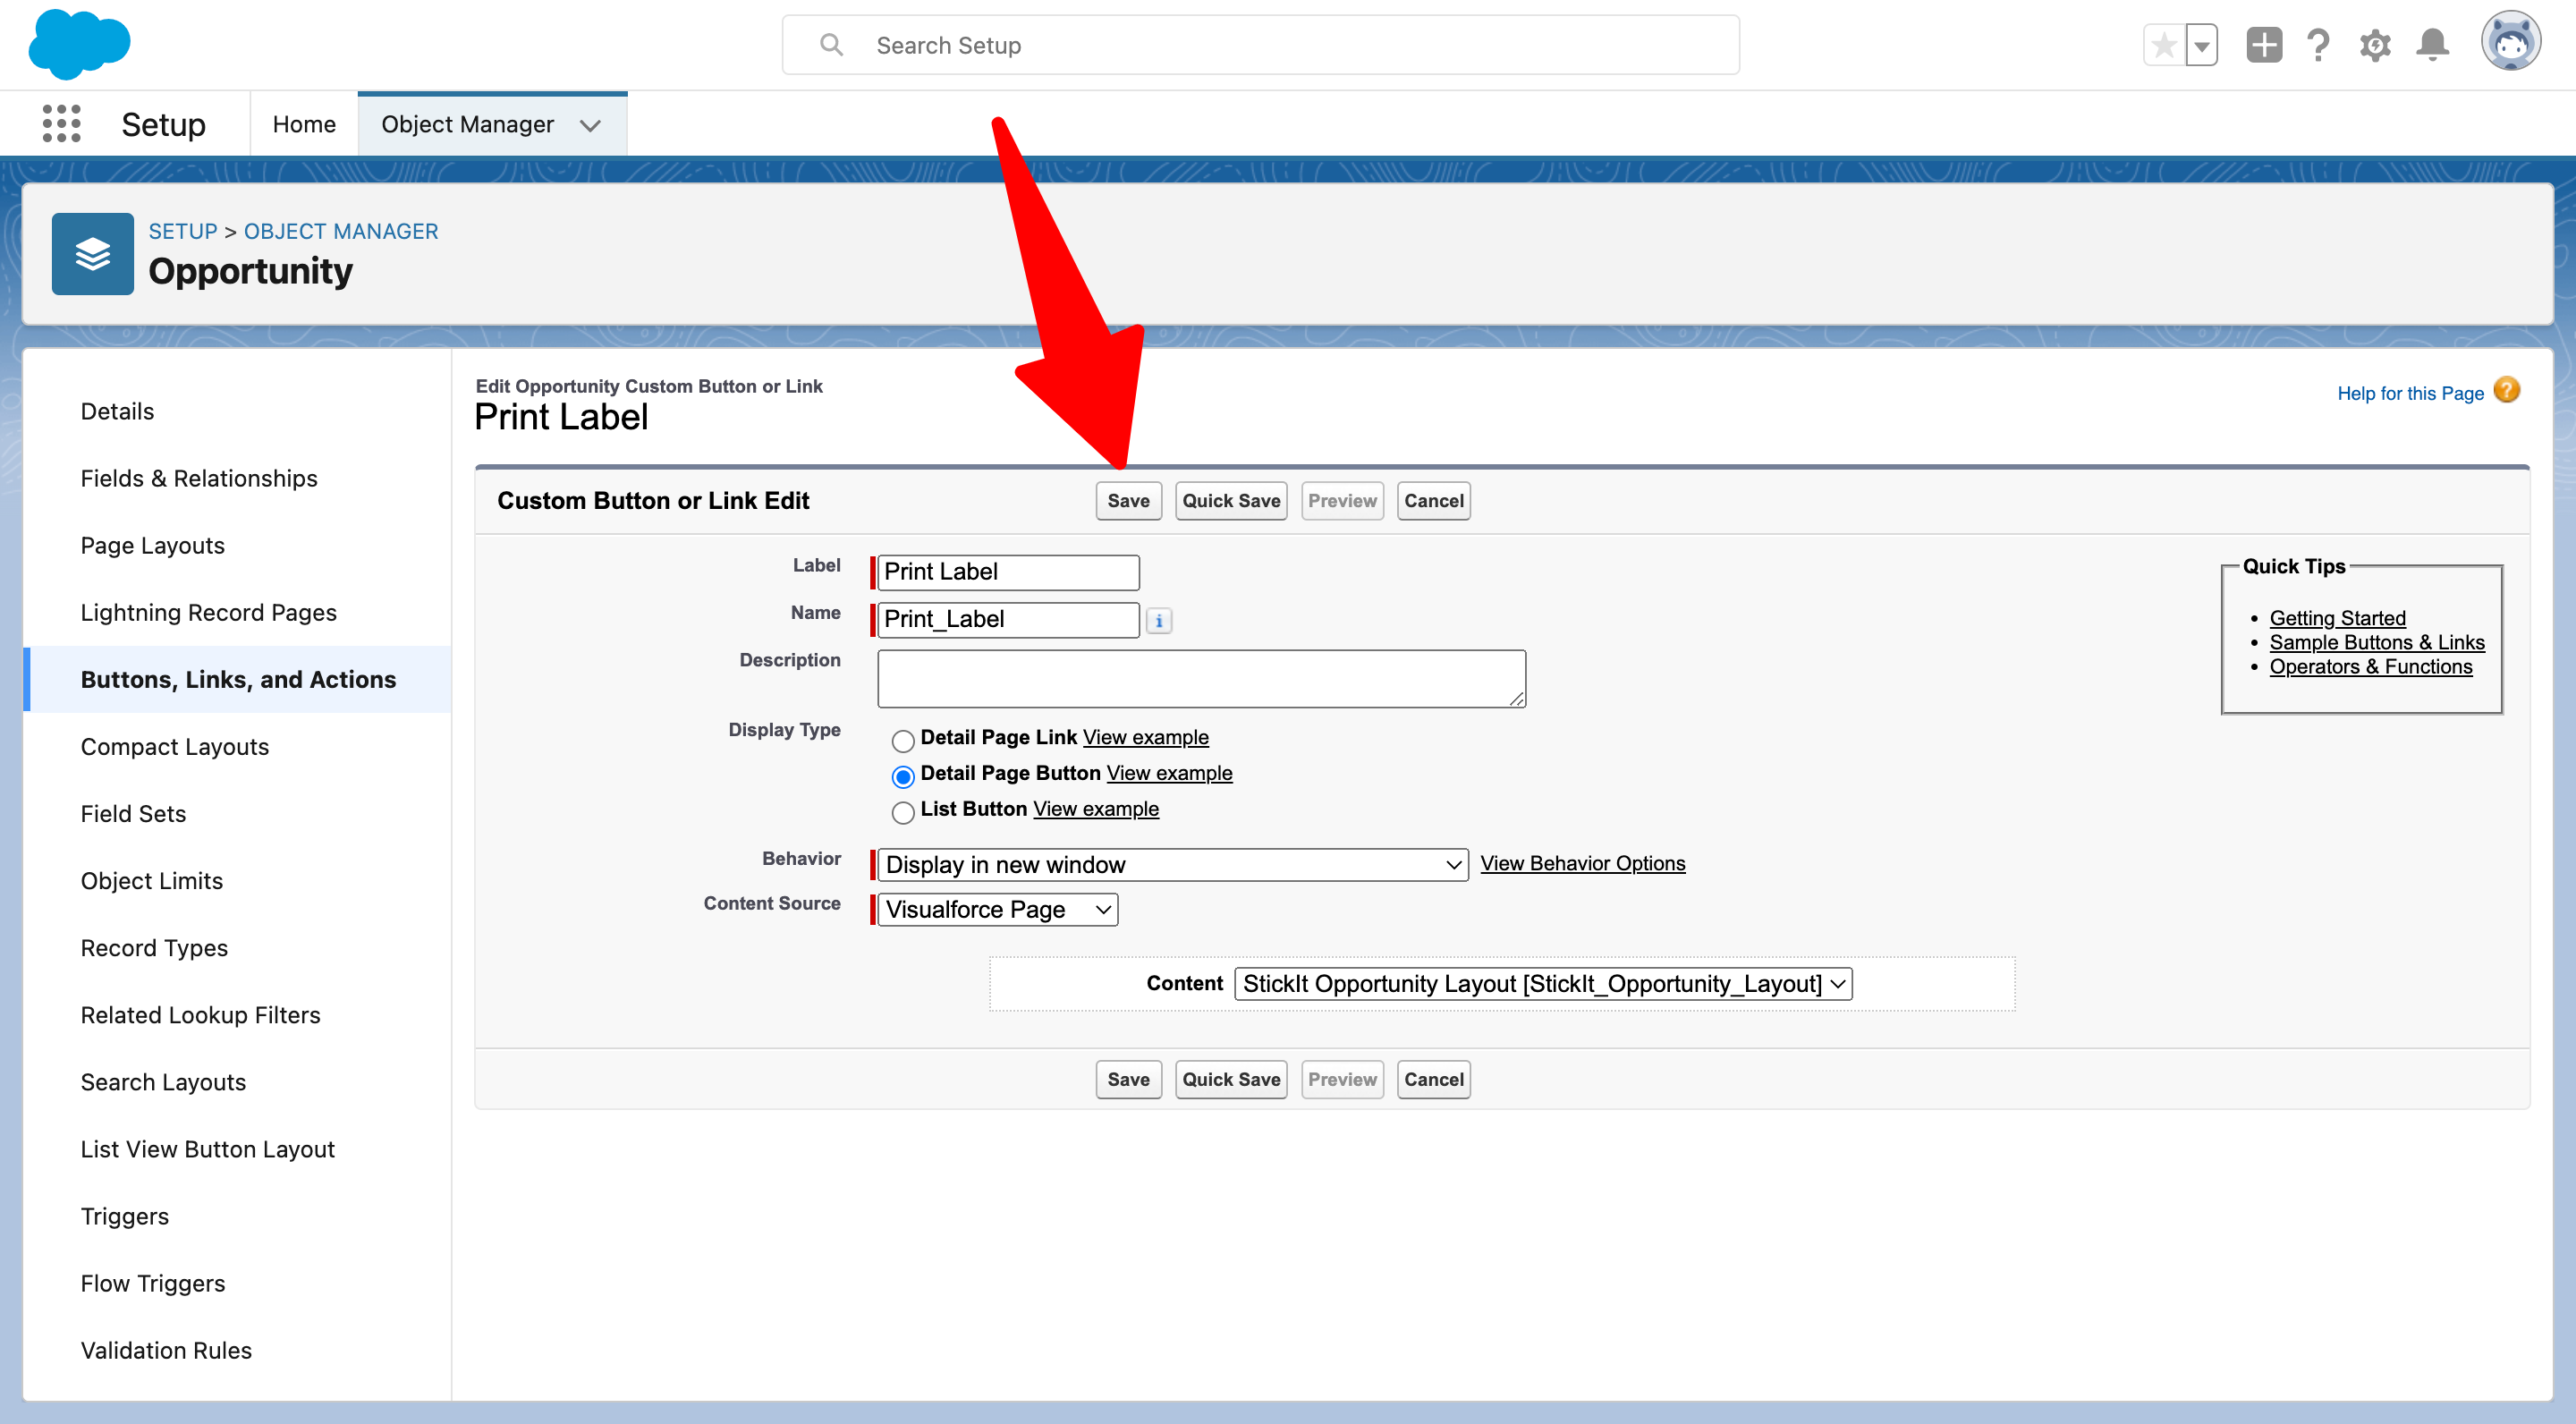 Search Setup
Setup
Home
Object Manager
SETUP > OBJECT MANAGER
Opportunity
Details
Fields & Relationships
Page Layouts
Lightning Record Pages
Buttons, Links, and Actions
Compact Layouts
Field Sets
Object Limits
Record Types
Related Lookup Filters
Search Layouts
List View Button Layout
Triggers
Flow Triggers
Validation Rules
Edit Opportunity Custom Button or Link
Print Label
Help for this Page ?
Custom Button or Link Edit
Save Quick Save Preview Cancel
Label Print Label
Name Print_Label i
Description
Display Type
Detail Page Link View example
Detail Page Button View example
List Button View example
Behavior Display in new window View Behavior Options
Content Source Visualforce Page
Content StickIt Opportunity Layout [StickIt_Opportunity_Layout]
Save Quick Save Preview Cancel
Quick Tips
• Getting Started
• Sample Buttons & Links
• Operators & Functions